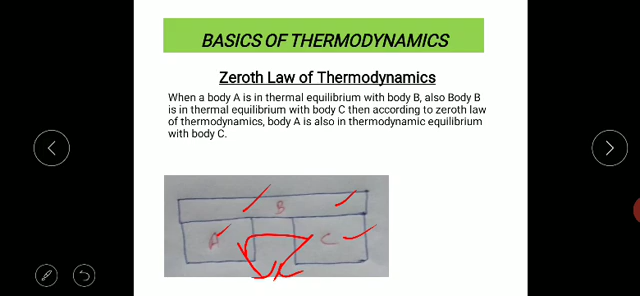 BASICS OF THERMODYNAMICS
Zeroth Law of Thermodynamics
When a body A is in thermal equilibrium with body B, also Body B
is in thermal equilibrium with body C then according to zeroth law
of thermodynamics, body A is also in thermodynamic equilibrium
with body C.
B
A
C